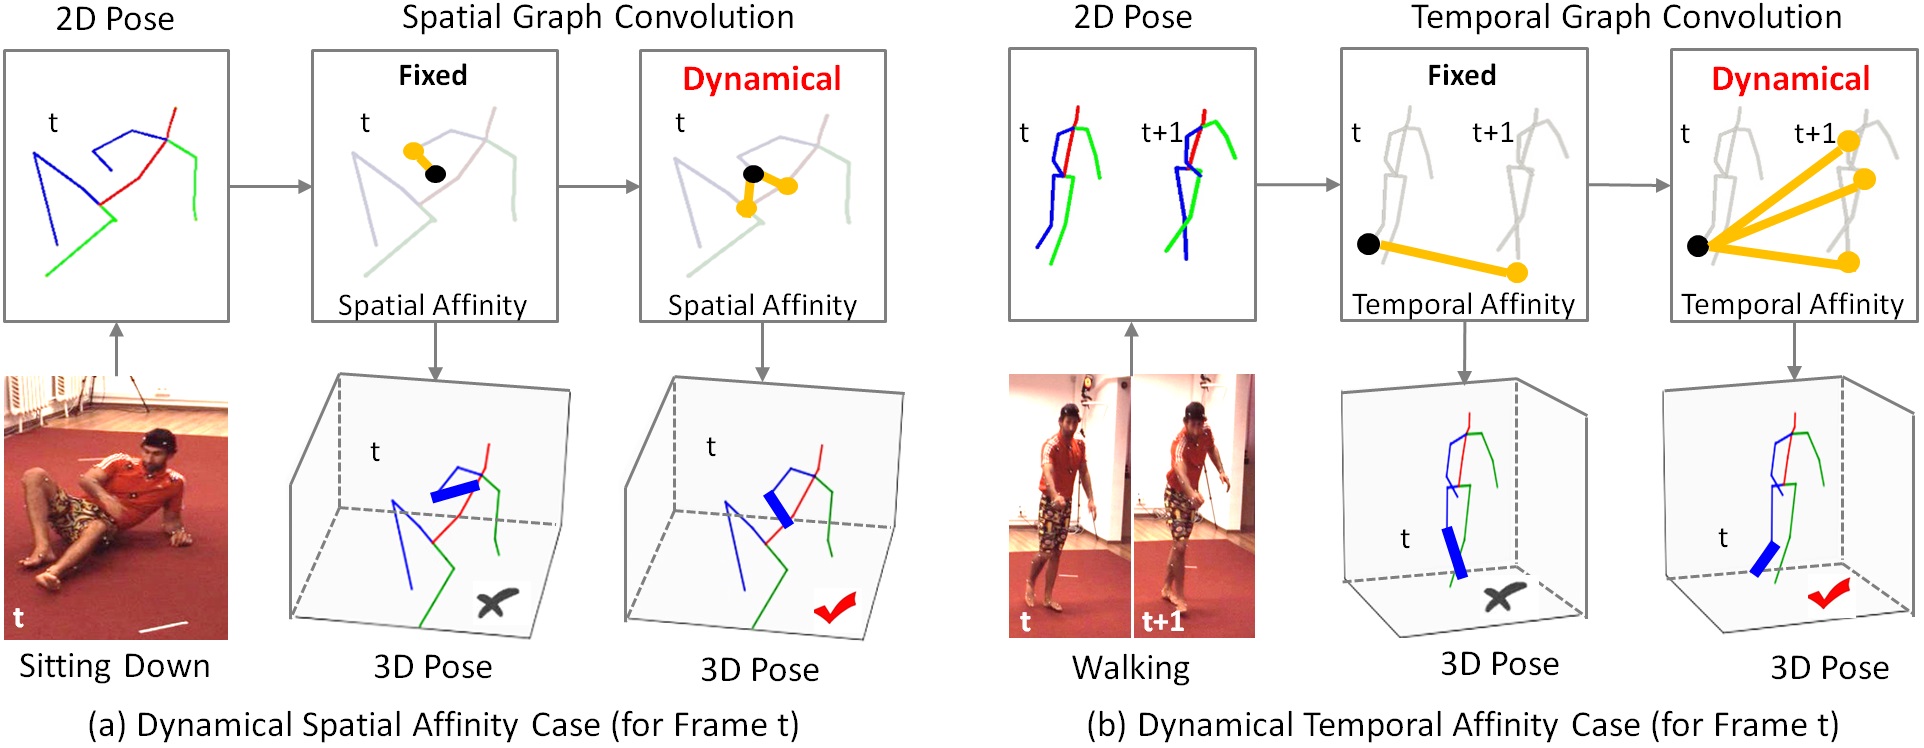 2D Pose
Spatial Graph Convolution
t
Fixed
t
Spatial Affinity
Dynamical
t
Spatial Affinity
t
Sitting Down
t
3D Pose
t
3D Pose
(a) Dynamical Spatial Affinity Case (for Frame t)
2D Pose
Temporal Graph Convolution
t
t+1
Fixed
t
t+1
Temporal Affinity
Dynamical
t
t+1
Temporal Affinity
t
t+1
Walking
t
3D Pose
t
3D Pose
(b) Dynamical Temporal Affinity Case (for Frame t)